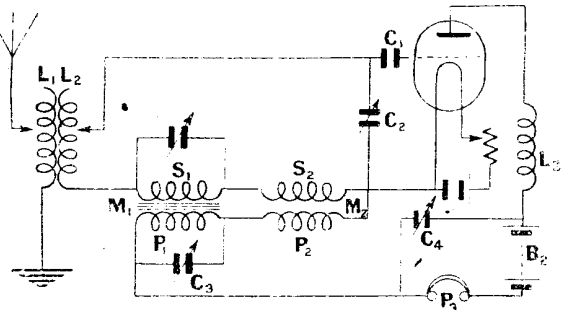 C₁
L₁ L₂
C₂
L₃
S₁
S₂
M₁
M₂
P₁
P₂
C₄
B₂
C₃
P₃